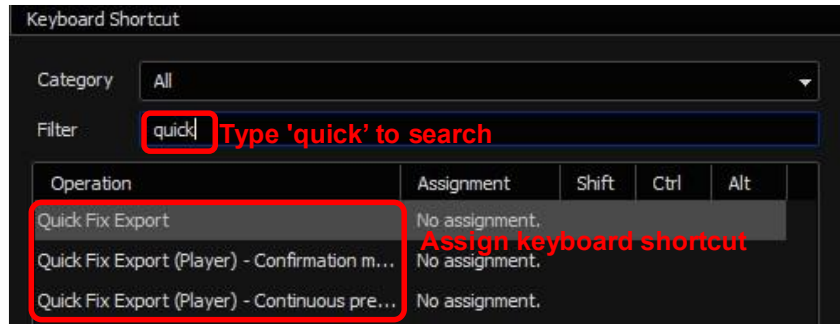 Keyboard Shortcut
Category All
Filter quick Type 'quick’ to search
Operation Assignment Shift Ctrl Alt
Quick Fix Export No assignment.
Assign keyboard shortcut
Quick Fix Export (Player) - Confirmation m... No assignment.
Quick Fix Export (Player) - Continuous pre... No assignment.